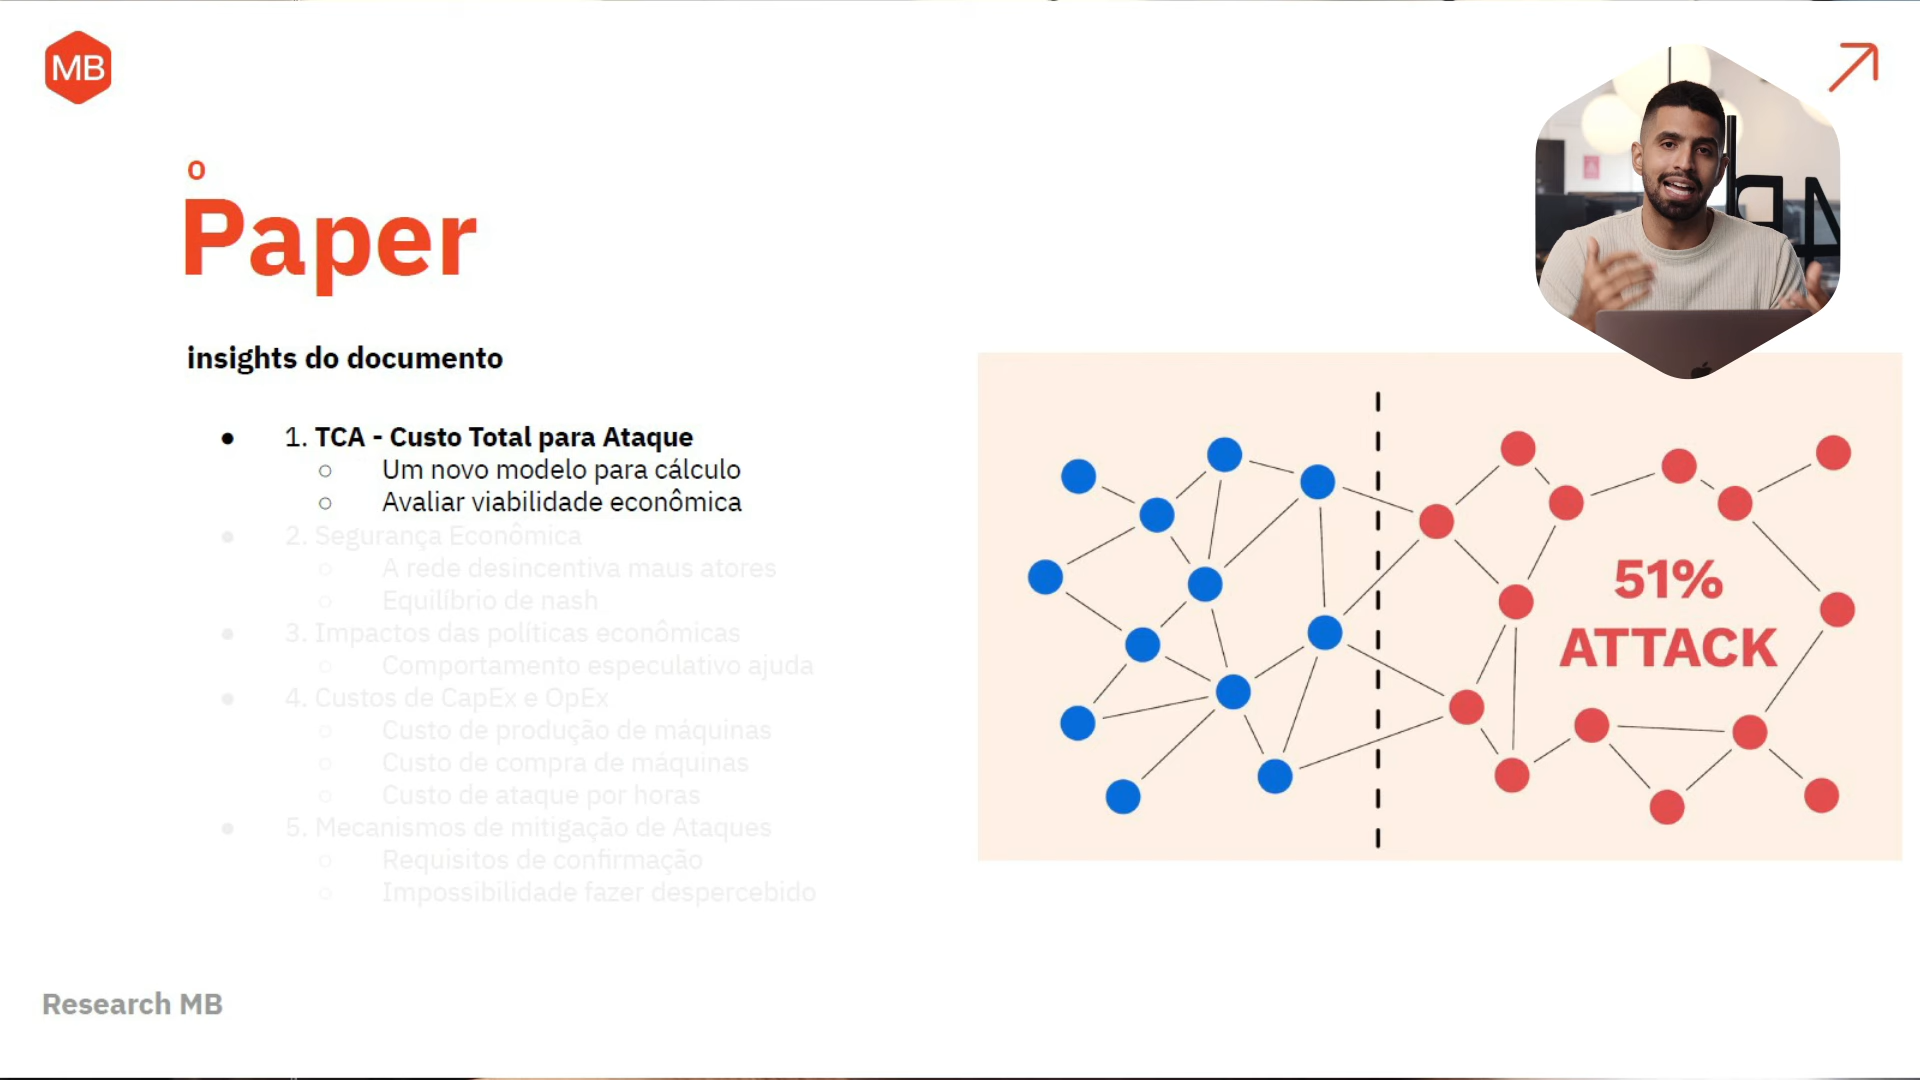 MB
o
Paper
insights do documento
● 1. TCA - Custo Total para Ataque
○ Um novo modelo para cálculo
○ Avaliar viabilidade econômica
● 2. Segurança Econômica
○ A rede desincentiva maus atores
○ Equilíbrio de nash
● 3. Impactos das políticas econômicas
○ Comportamento especulativo ajuda
● 4. Custos de CapEx e OpEx
○ Custo de produção de máquinas
○ Custo de compra de máquinas
○ Custo de ataque por horas
● 5. Mecanismos de mitigação de Ataques
○ Requisitos de confirmação
○ Impossibilidade fazer despercebido
51%
ATTACK
Research MB